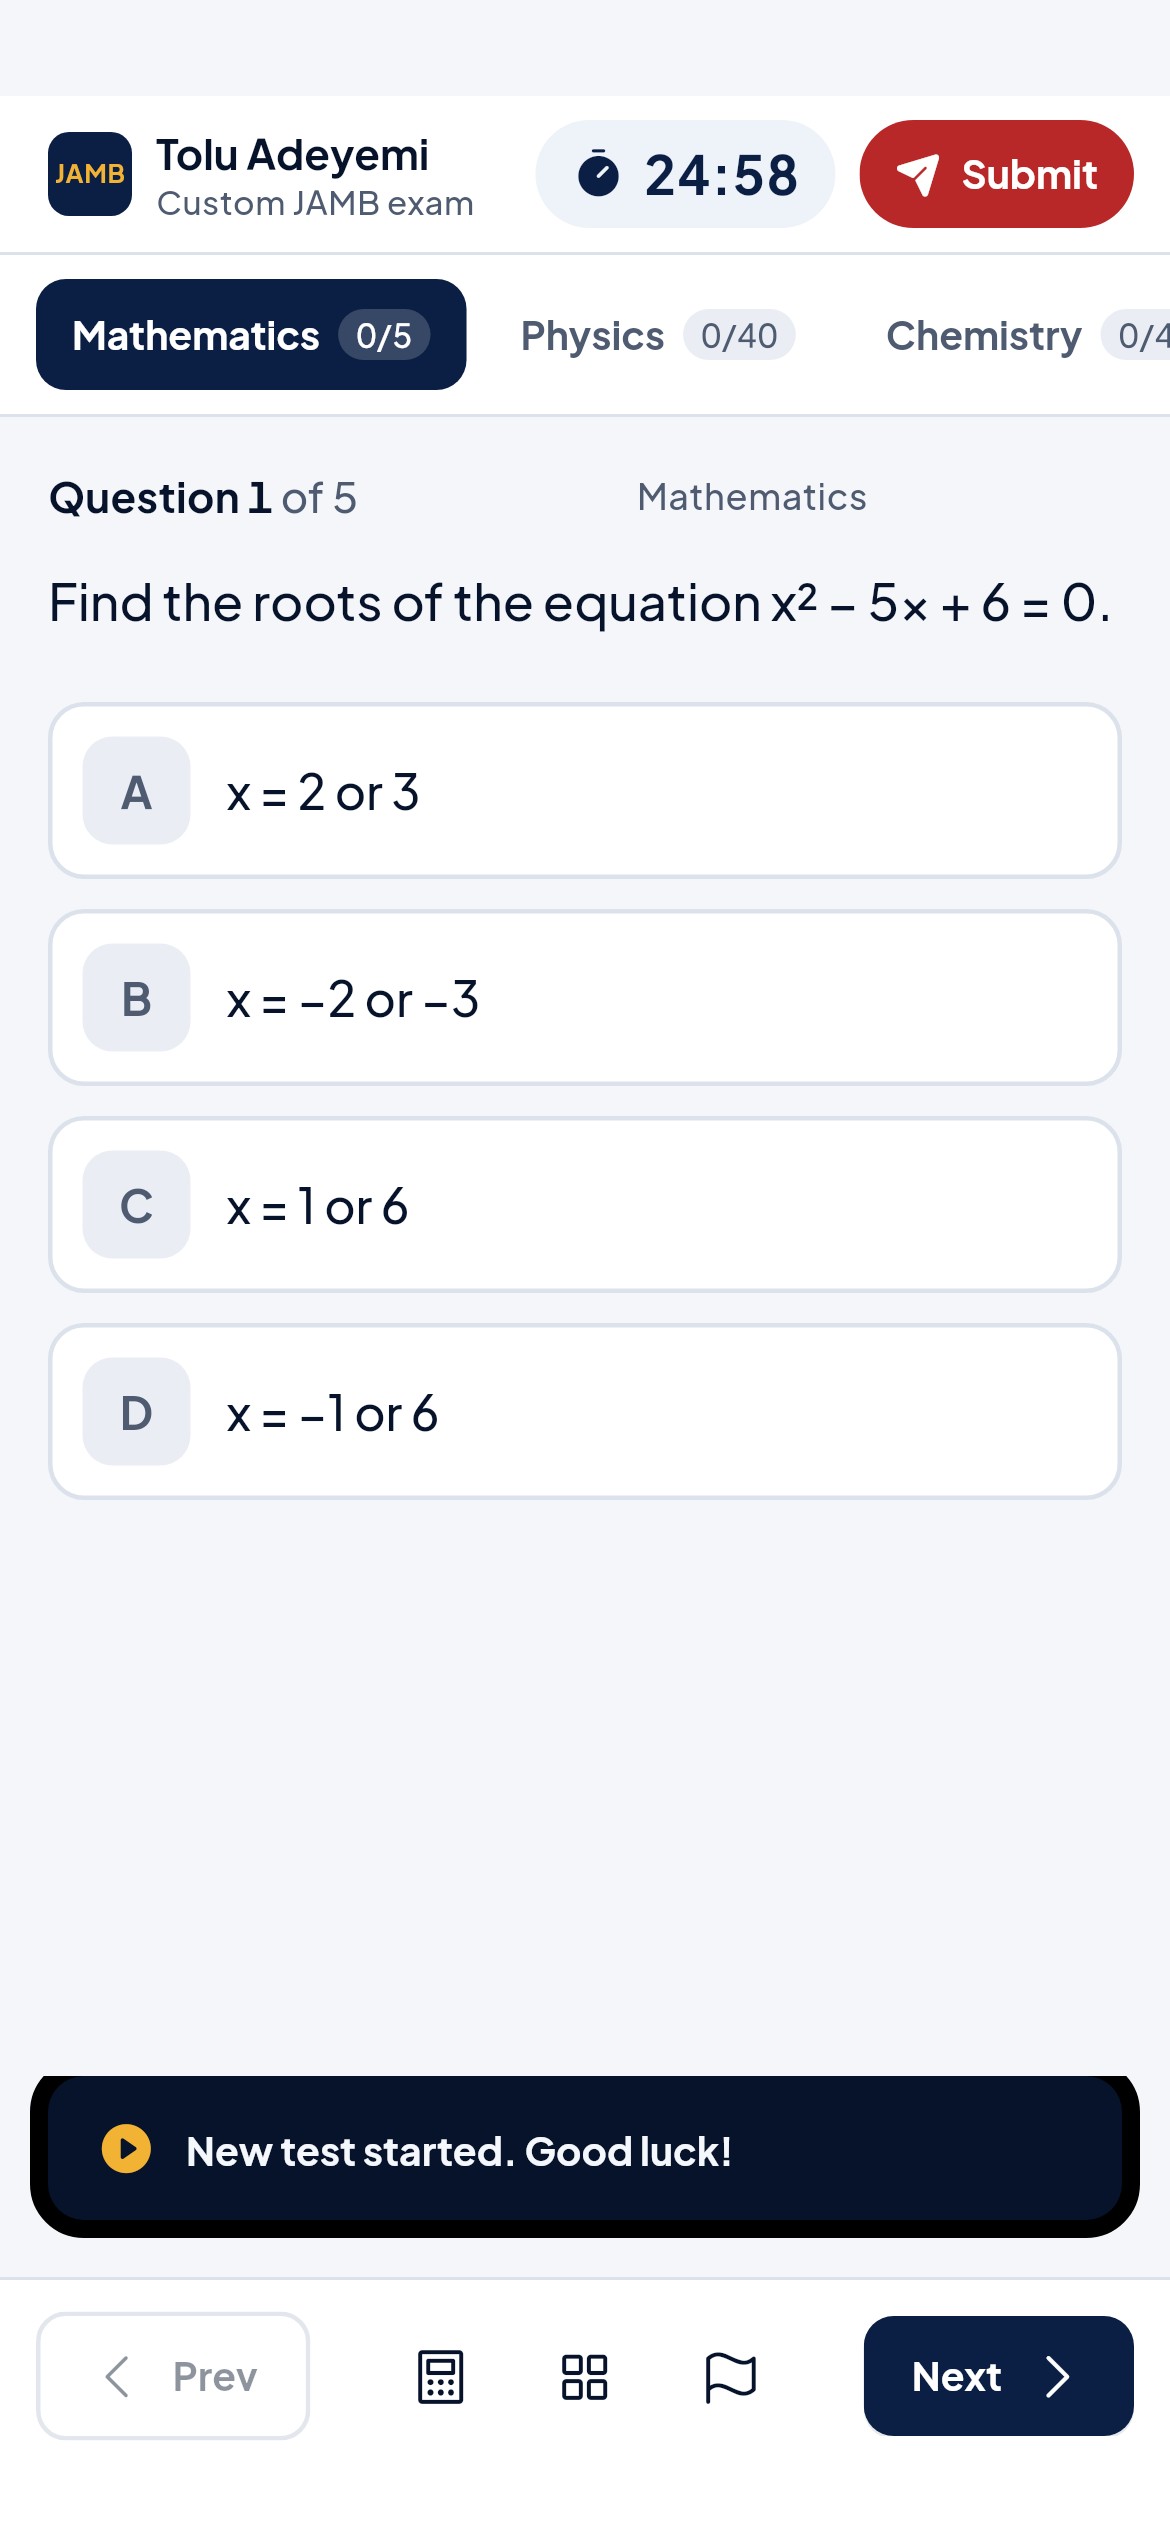 JAMB
Tolu Adeyemi
Custom JAMB exam
24:58
Submit
Mathematics 0/5
Physics 0/40
Chemistry 0/4
Question 1 of 5
Mathematics
Find the roots of the equation x² − 5x + 6 = 0.
A x = 2 or 3
B x = −2 or −3
C x = 1 or 6
D x = −1 or 6
New test started. Good luck!
Prev
Next